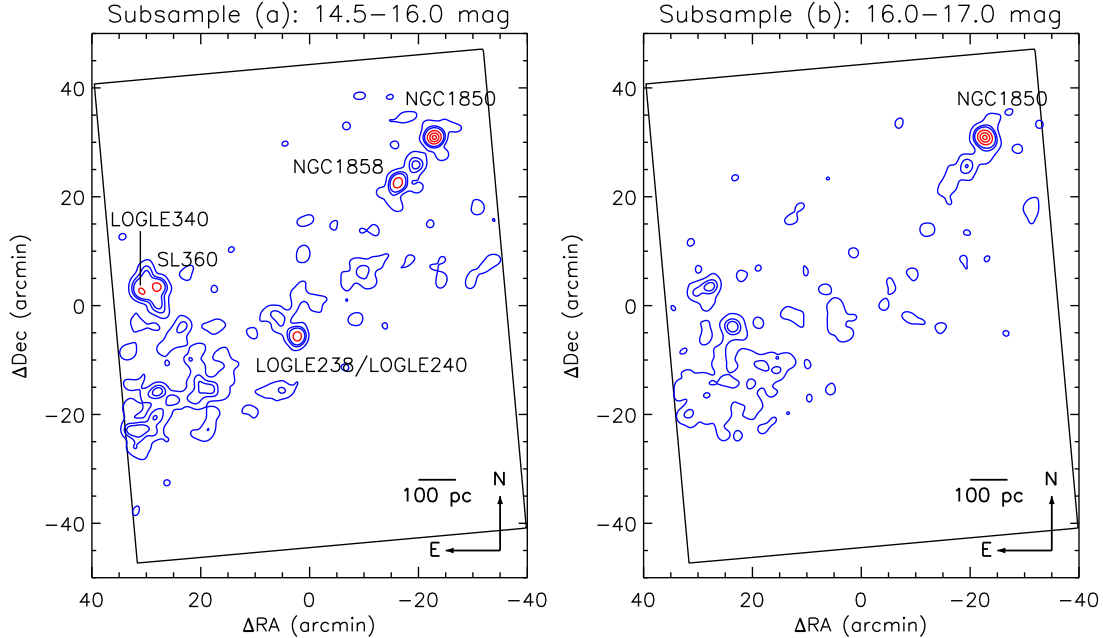 Subsample (a): 14.5−16.0 mag
NGC1850
NGC1858
LOGLE340
SL360
LOGLE238/LOGLE240
100 pc
N
E
40
20
0
−20
−40
40
20
0
−20
−40
ΔRA (arcmin)
ΔDec (arcmin)
Subsample (b): 16.0−17.0 mag
NGC1850
100 pc
N
E
40
20
0
−20
−40
40
20
0
−20
−40
ΔRA (arcmin)
ΔDec (arcmin)